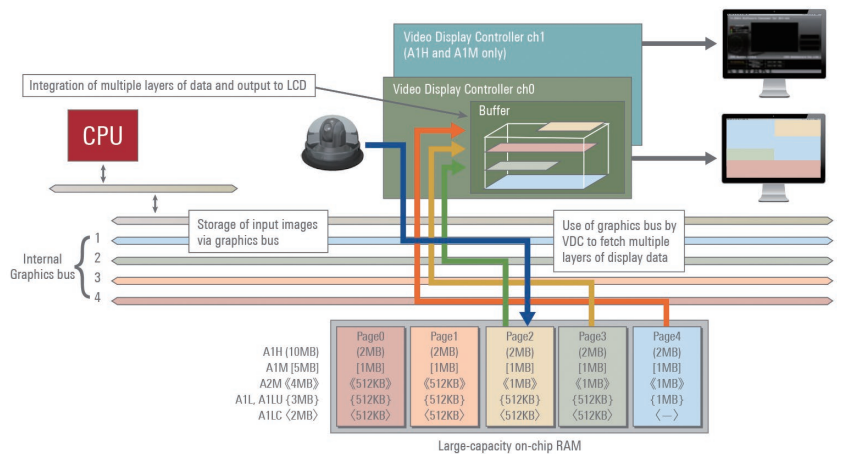 Video Display Controller ch1
(A1H and A1M only)
Integration of multiple layers of data and output to LCD
Video Display Controller ch0
Buffer
CPU
Storage of input images
via graphics bus
Use of graphics bus by
VDC to fetch multiple
layers of display data
Internal
Graphics bus
1
2
3
4
Page0 Page1 Page2 Page3 Page4
A1H (10MB) (2MB) (2MB) (2MB) (2MB) (2MB)
A1M [5MB] [1MB] [1MB] [1MB] [1MB] [1MB]
A2M 《4MB》 《512KB》 《512KB》 《1MB》 《1MB》 《1MB》
A1L, A1LU {3MB} {512KB} {512KB} {512KB} {512KB} {1MB}
A1LC 〈2MB〉 〈512KB〉 〈512KB〉 〈512KB〉 〈512KB〉 〈—〉
Large-capacity on-chip RAM